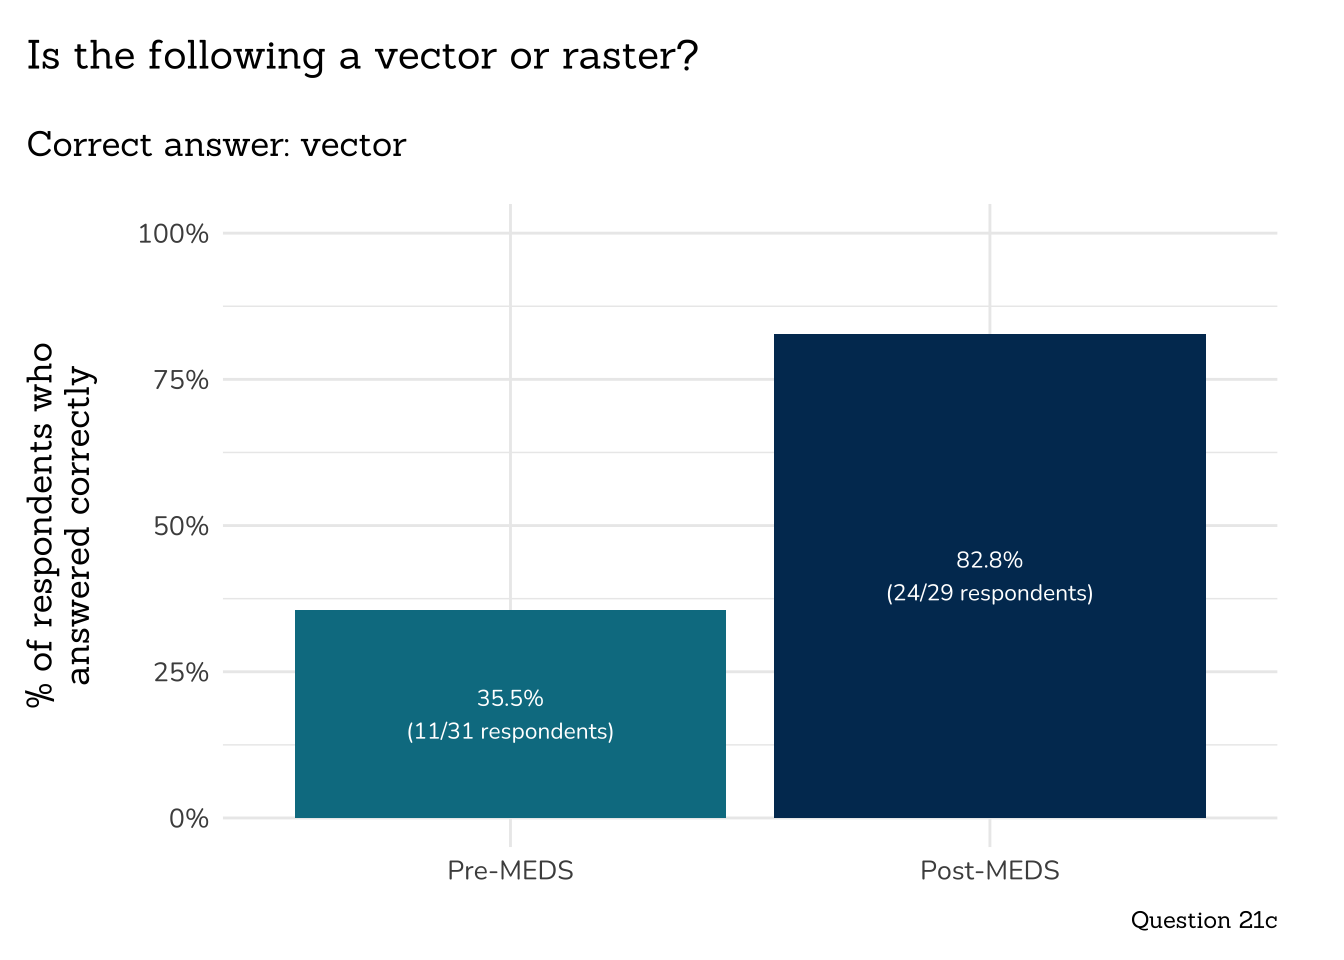 Is the following a vector or raster?
Correct answer: vector
% of respondents who
answered correctly
100%
75%
50%
25%
0%
35.5%
(11/31 respondents)
82.8%
(24/29 respondents)
Pre-MEDS
Post-MEDS
Question 21c